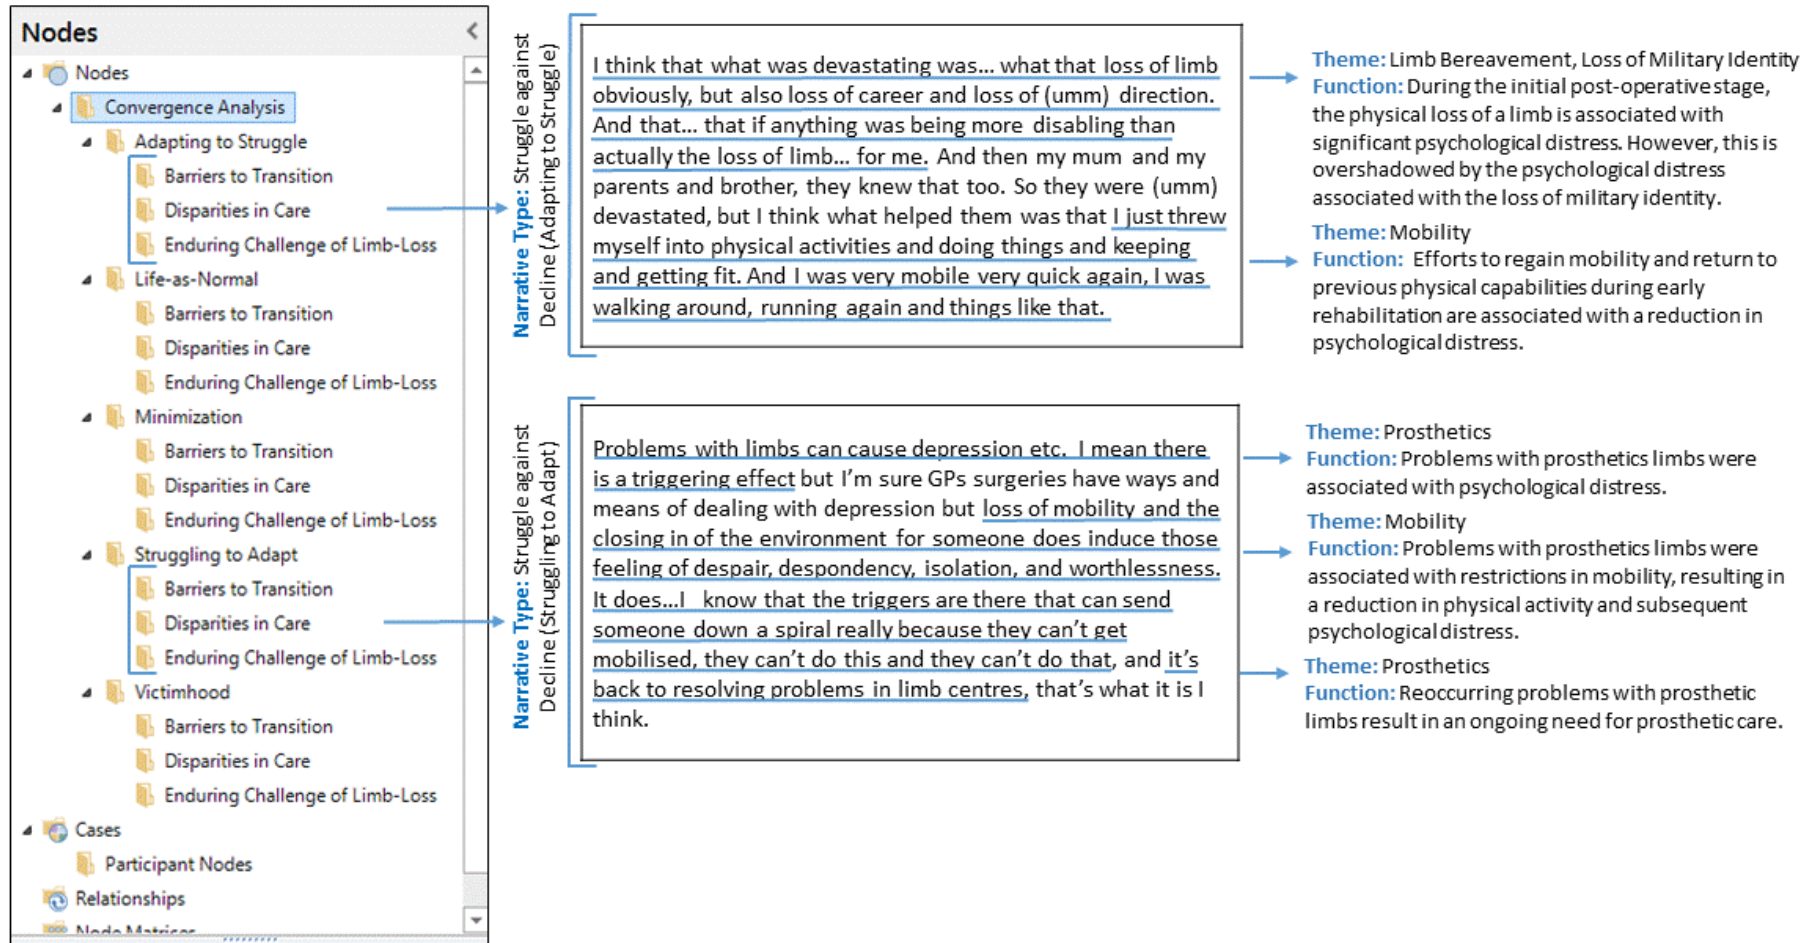 Nodes
Nodes
Convergence Analysis
Adapting to Struggle
Barriers to Transition
Disparities in Care
Enduring Challenge of Limb-Loss
Life-as-Normal
Barriers to Transition
Disparities in Care
Enduring Challenge of Limb-Loss
Minimization
Barriers to Transition
Disparities in Care
Enduring Challenge of Limb-Loss
Struggling to Adapt
Barriers to Transition
Disparities in Care
Enduring Challenge of Limb-Loss
Victimhood
Barriers to Transition
Disparities in Care
Enduring Challenge of Limb-Loss
Cases
Participant Nodes
Relationships
Node Matrices
Narrative Type: Struggle against
Decline (Adapting to Struggle)
I think that what was devastating was... what that loss of limb
obviously, but also loss of career and loss of (umm) direction.
And that... that if anything was being more disabling than
actually the loss of limb... for me. And then my mum and my
parents and brother, they knew that too. So they were (umm)
devastated, but I think what helped them was that I just threw
myself into physical activities and doing things and keeping
and getting fit. And I was very mobile very quick again, I was
walking around, running again and things like that.
Theme: Limb Bereavement, Loss of Military Identity
Function: During the initial post-operative stage,
the physical loss of a limb is associated with
significant psychological distress. However, this is
overshadowed by the psychological distress
associated with the loss of military identity.
Theme: Mobility
Function: Efforts to regain mobility and return to
previous physical capabilities during early
rehabilitation are associated with a reduction in
psychological distress.
Narrative Type: Struggle against
Decline (Struggling to Adapt)
Problems with limbs can cause depression etc. I mean there
is a triggering effect but I'm sure GPs surgeries have ways and
means of dealing with depression but loss of mobility and the
closing in of the environment for someone does induce those
feeling of despair, despondency, isolation, and worthlessness.
It does...I know that the triggers are there that can send
someone down a spiral really because they can't get
mobilised, they can't do this and they can't do that, and it's
back to resolving problems in limb centres, that's what it is I
think.
Theme: Prosthetics
Function: Problems with prosthetics limbs were
associated with psychological distress.
Theme: Mobility
Function: Problems with prosthetics limbs were
associated with restrictions in mobility, resulting in
a reduction in physical activity and subsequent
psychological distress.
Theme: Prosthetics
Function: Reoccurring problems with prosthetic
limbs result in an ongoing need for prosthetic care.